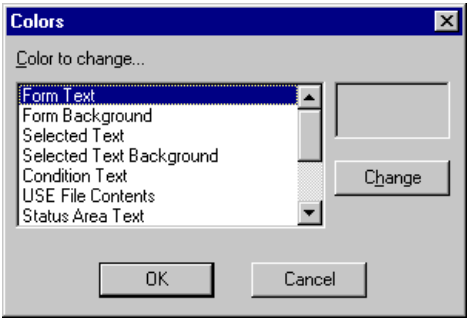 Colors
Color to change...
Form Text
Form Background
Selected Text
Selected Text Background
Condition Text
USE File Contents
Status Area Text
Change
OK
Cancel